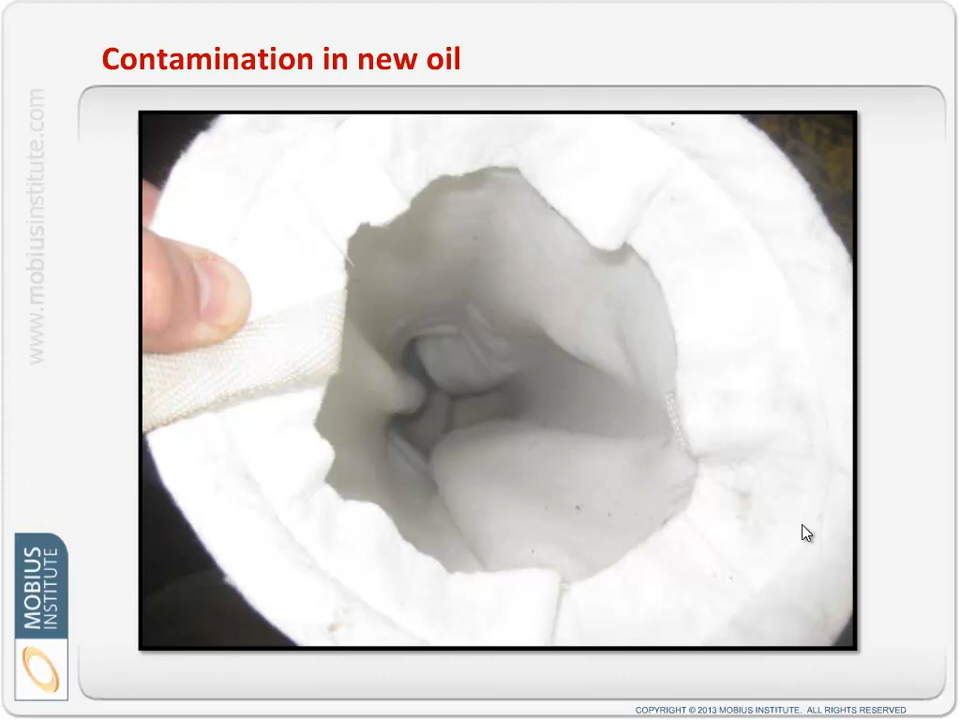 Contamination in new oil
www.mobiusinstitute.com
MOBIUS
INSTITUTE
COPYRIGHT © 2013 MOBIUS INSTITUTE. ALL RIGHTS RESERVED